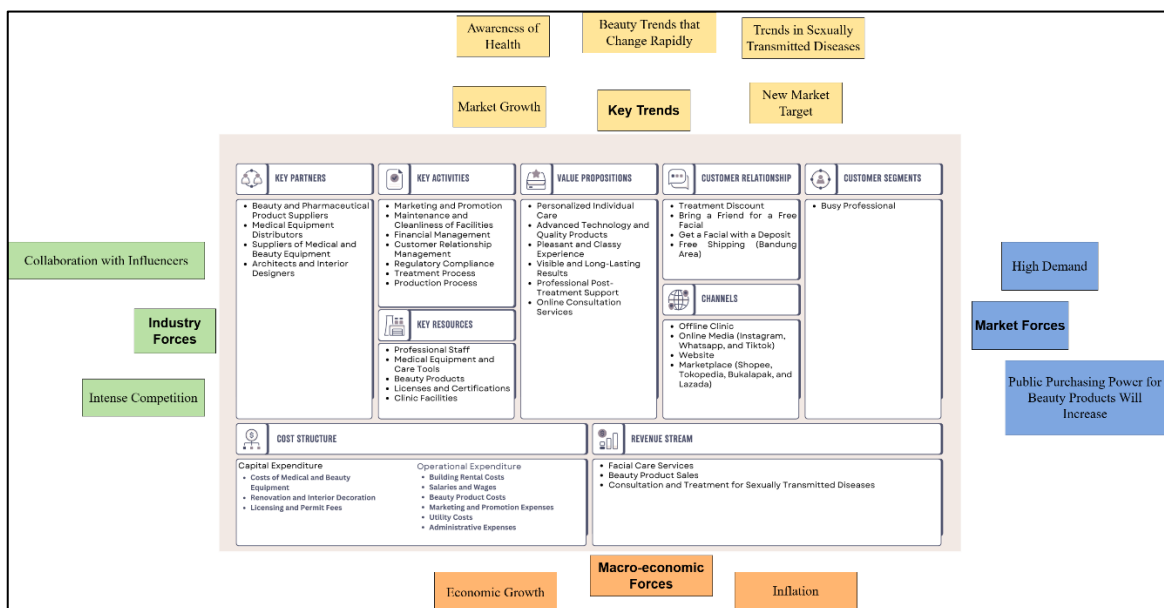 Awareness of
Health
Beauty Trends that
Change Rapidly
Trends in Sexually
Transmitted Diseases
Market Growth
Key Trends
New Market
Target
KEY PARTNERS
Beauty and Pharmaceutical
Product Suppliers
Medical Equipment
Distributors
Suppliers of Medical and
Beauty Equipment
Architects and Interior
Designers
KEY ACTIVITIES
Marketing and Promotion
Maintenance and
Cleanliness of Facilities
Financial Management
Customer Relationship
Management
Regulatory Compliance
Treatment Process
Production Process
KEY RESOURCES
Professional Staff
Medical Equipment and
Care Tools
Beauty Products
Licenses and Certifications
Clinic Facilities
VALUE PROPOSITIONS
Personalized Individual
Care
Advanced Technology and
Quality Products
Pleasant and Classy
Experience
Visible and Long-Lasting
Results
Professional Post-
Treatment Support
Online Consultation
Services
CUSTOMER RELATIONSHIP
Treatment Discount
Bring a Friend for a Free
Facial
Get a Facial with a Deposit
Free Shipping (Bandung
Area)
CHANNELS
Offline Clinic
Online Media (Instagram,
Whatsapp, and Tiktok)
Website
Marketplace (Shopee,
Tokopedia, Bukalapak, and
Lazada)
CUSTOMER SEGMENTS
Busy Professional
Collaboration with Influencers
Industry
Forces
Intense Competition
High Demand
Market Forces
Public Purchasing Power for
Beauty Products Will
Increase
COST STRUCTURE
Capital Expenditure
Costs of Medical and Beauty
Equipment
Renovation and Interior Decoration
Licensing and Permit Fees
Operational Expenditure
Building Rental Costs
Salaries and Wages
Beauty Product Costs
Marketing and Promotion Expenses
Utility Costs
Administrative Expenses
REVENUE STREAM
Facial Care Services
Beauty Product Sales
Consultation and Treatment for Sexually Transmitted Diseases
Economic Growth
Macro-economic
Forces
Inflation